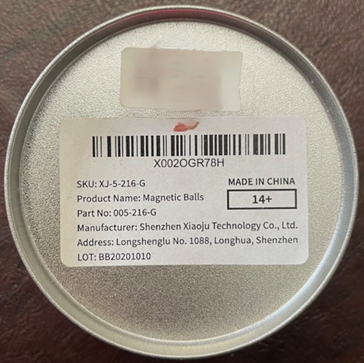 X002OGR78H
SKU: XJ-5-216-G
MADE IN CHINA
Product Name: Magnetic Balls
14+
Part No: 005-216-G
Manufacturer: Shenzhen Xiaoju Technology Co., Ltd.
Address: Longshenglu No. 1088, Longhua, Shenzhen
LOT: BB20201010